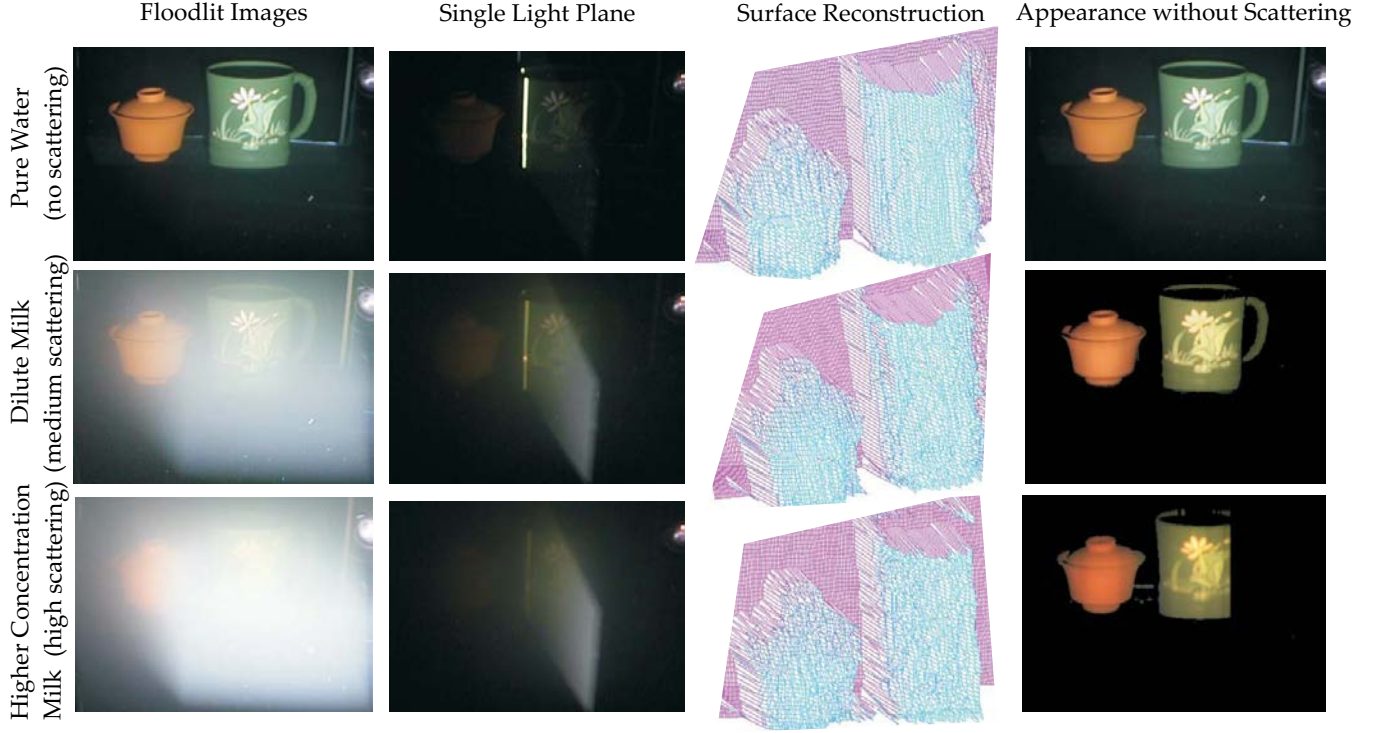 Floodlit Images
Single Light Plane
Surface Reconstruction
Appearance without Scattering
Pure Water
(no scattering)
Dilute Milk
(medium scattering)
Higher Concentration
Milk (high scattering)